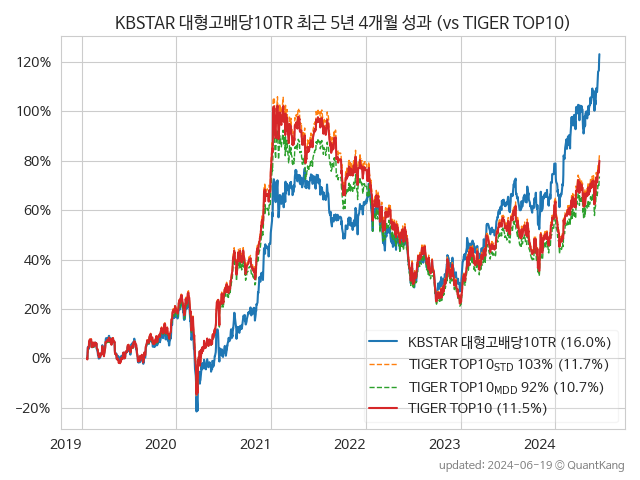 KBSTAR 대형고배당10TR 최근 5년 4개월 성과 (vs TIGER TOP10)
120%
100%
80%
60%
40%
20%
0%
−20%
KBSTAR 대형고배당10TR (16.0%)
TIGER TOP10STD 103% (11.7%)
TIGER TOP10MDD 92% (10.7%)
TIGER TOP10 (11.5%)
2019 2020 2021 2022 2023 2024
updated: 2024-06-19 © QuantKang